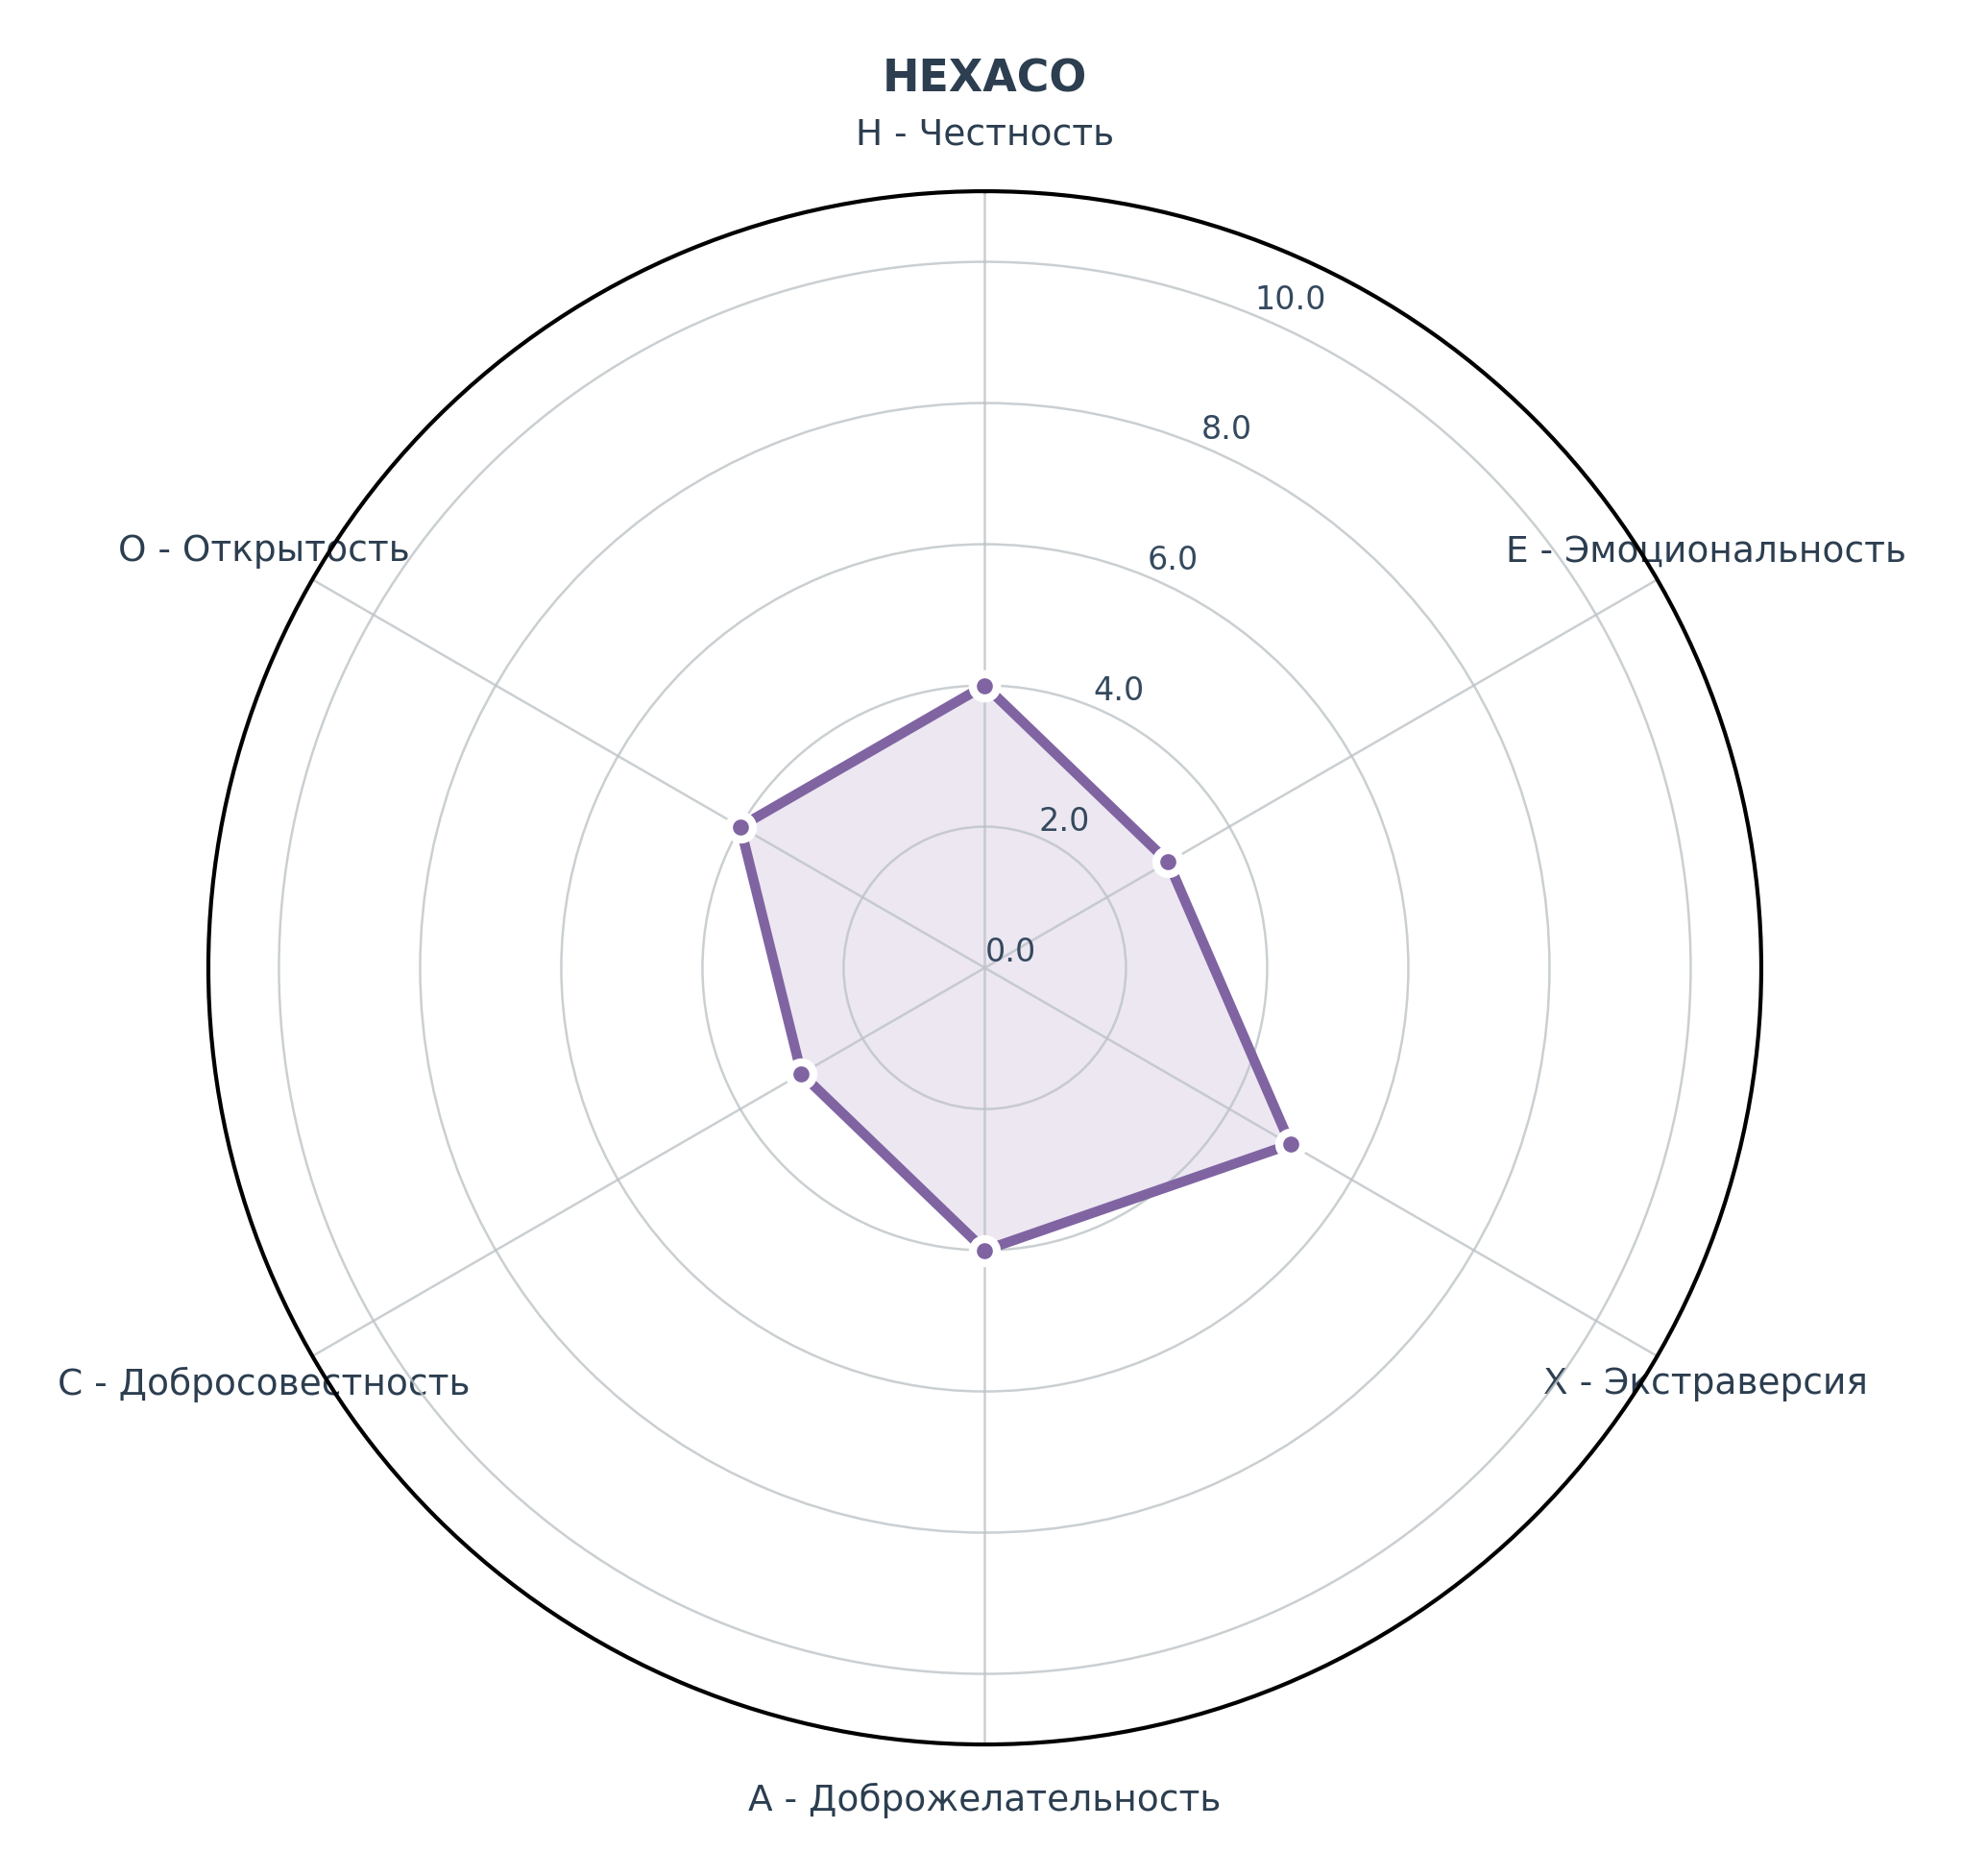 HEXACO
H - Честность
10.0
8.0
O - Открытость
E - Эмоциональность
6.0
4.0
2.0
0.0
C - Добросовестность
X - Экстраверсия
A - Доброжелательность